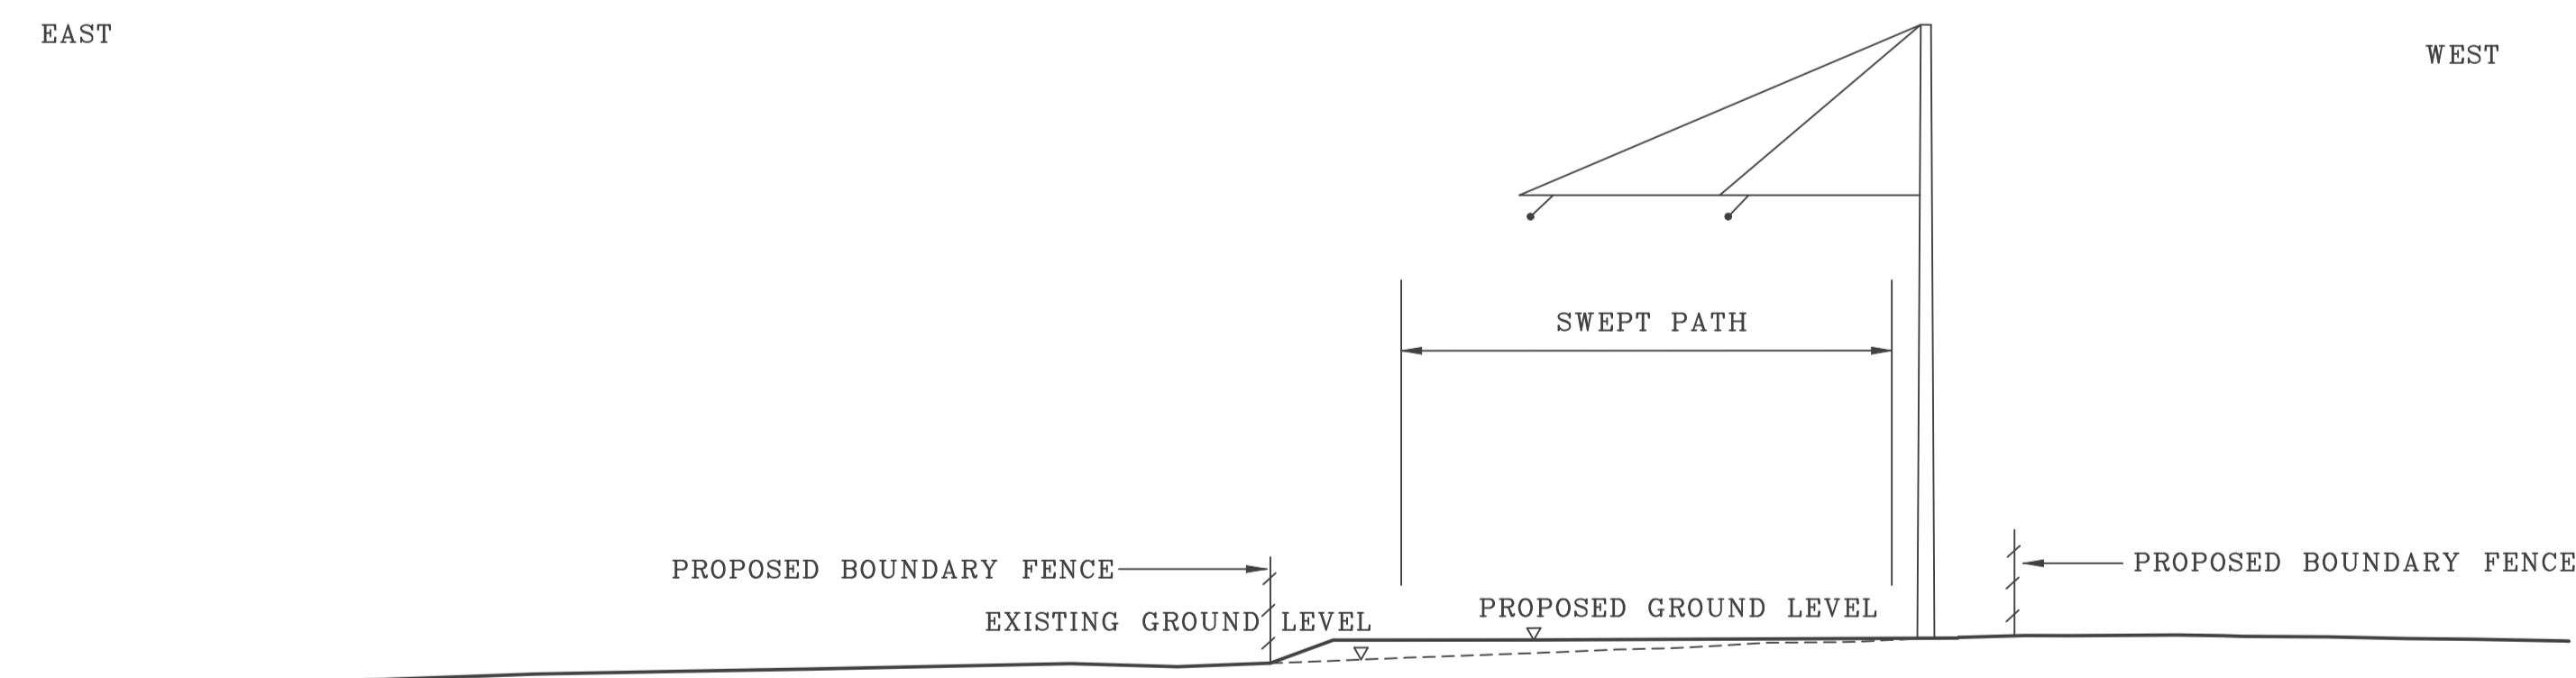 EAST
WEST
SWEPT PATH
PROPOSED BOUNDARY FENCE
PROPOSED BOUNDARY FENCE
EXISTING GROUND LEVEL
PROPOSED GROUND LEVEL